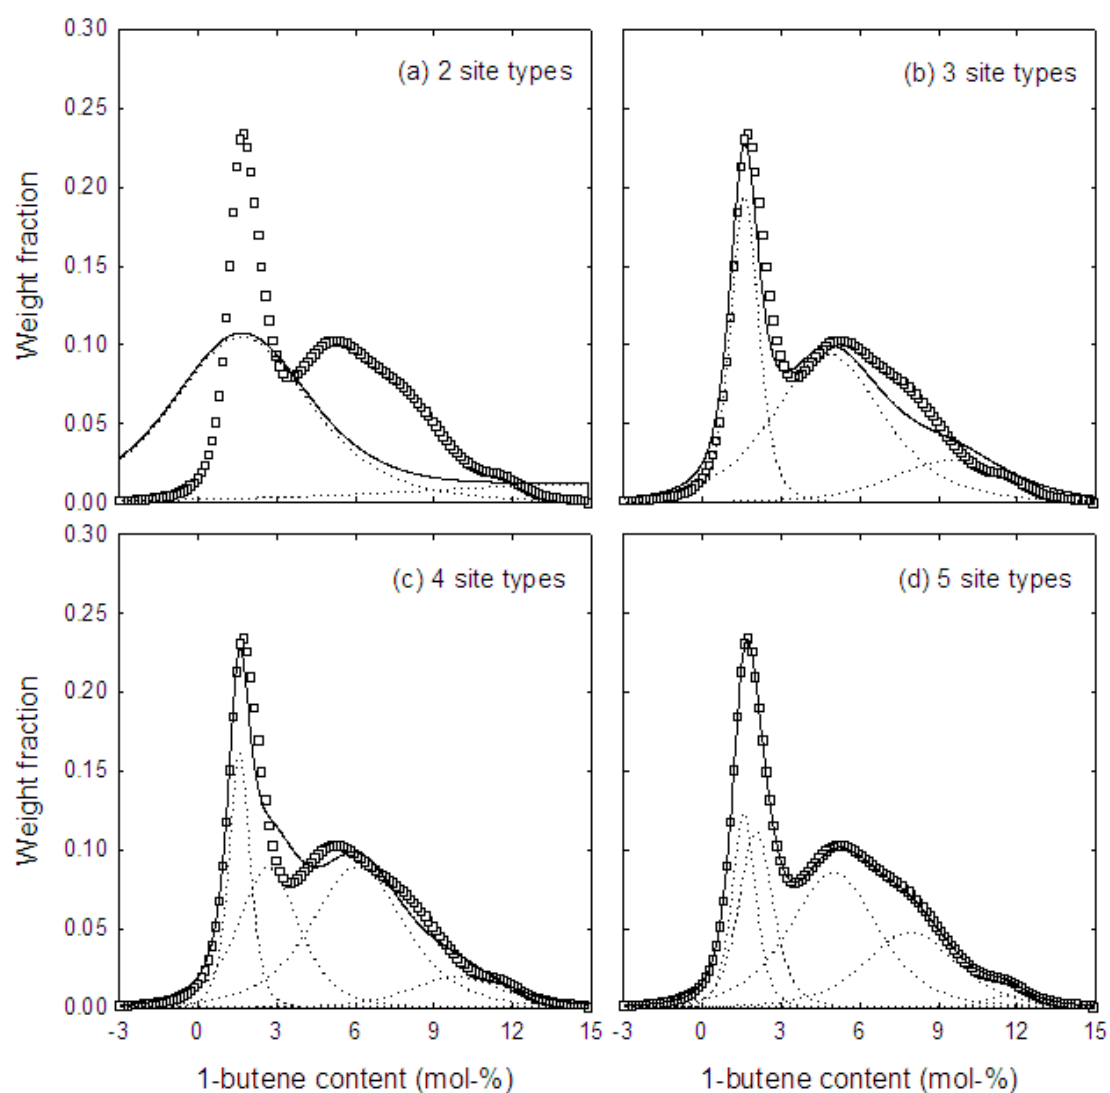 0.30
0.25
0.20
0.15
0.10
0.05
0.00
Weight fraction
(a) 2 site types
(b) 3 site types
0.30
0.25
0.20
0.15
0.10
0.05
0.00
Weight fraction
(c) 4 site types
(d) 5 site types
-3 0 3 6 9 12 15
-3 0 3 6 9 12 15
1-butene content (mol-%)
1-butene content (mol-%)